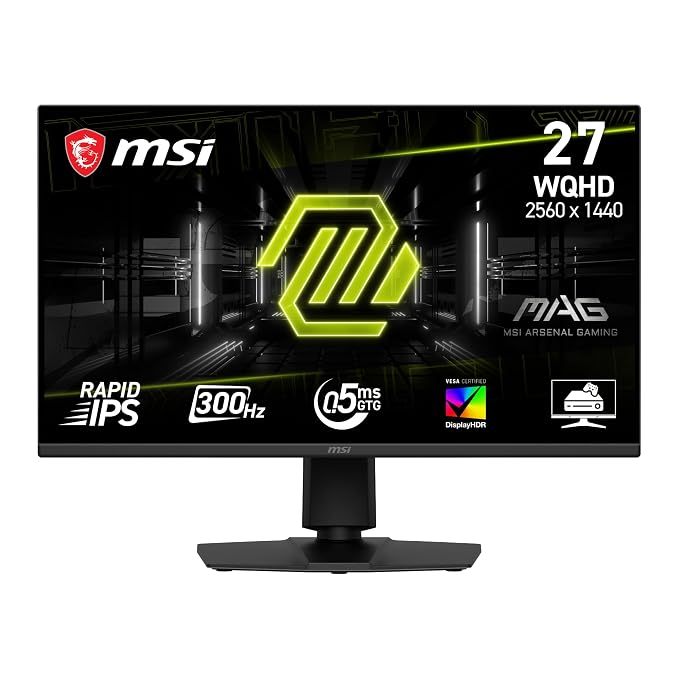 msi
27
WQHD
2560 x 1440
MAG
MSI ARSENAL GAMING
RAPID
IPS
300Hz
0.5ms
GTG
VESA CERTIFIED
DisplayHDR
msi